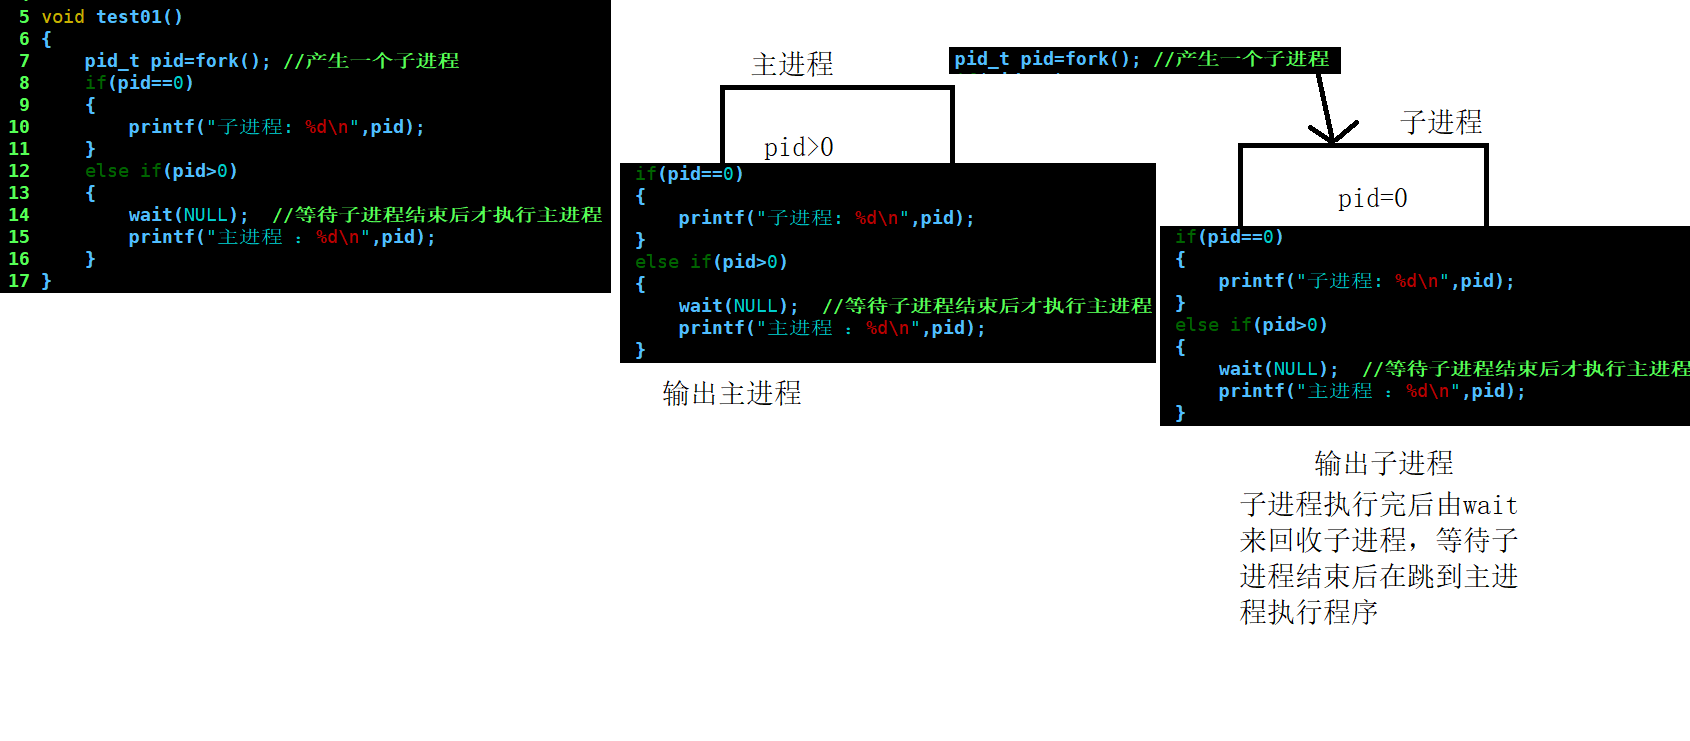 5 void test01()
6 {
7 pid_t pid=fork(); //产生一个子进程
8 if(pid==0)
9 {
10 printf("子进程: %d\n",pid);
11 }
12 else if(pid>0)
13 {
14 wait(NULL); //等待子进程结束后才执行主进程
15 printf("主进程 : %d\n",pid);
16 }
17 }
主进程
pid>0
if(pid==0)
{
printf("子进程: %d\n",pid);
}
else if(pid>0)
{
wait(NULL); //等待子进程结束后才执行主进程
printf("主进程 : %d\n",pid);
}
输出主进程
pid_t pid=fork(); //产生一个子进程
子进程
pid=0
if(pid==0)
{
printf("子进程: %d\n",pid);
}
else if(pid>0)
{
wait(NULL); //等待子进程结束后才执行主进程
printf("主进程 : %d\n",pid);
}
输出子进程
子进程执行完后由wait
来回收子进程，等待子
进程结束后在跳到主进
程执行程序